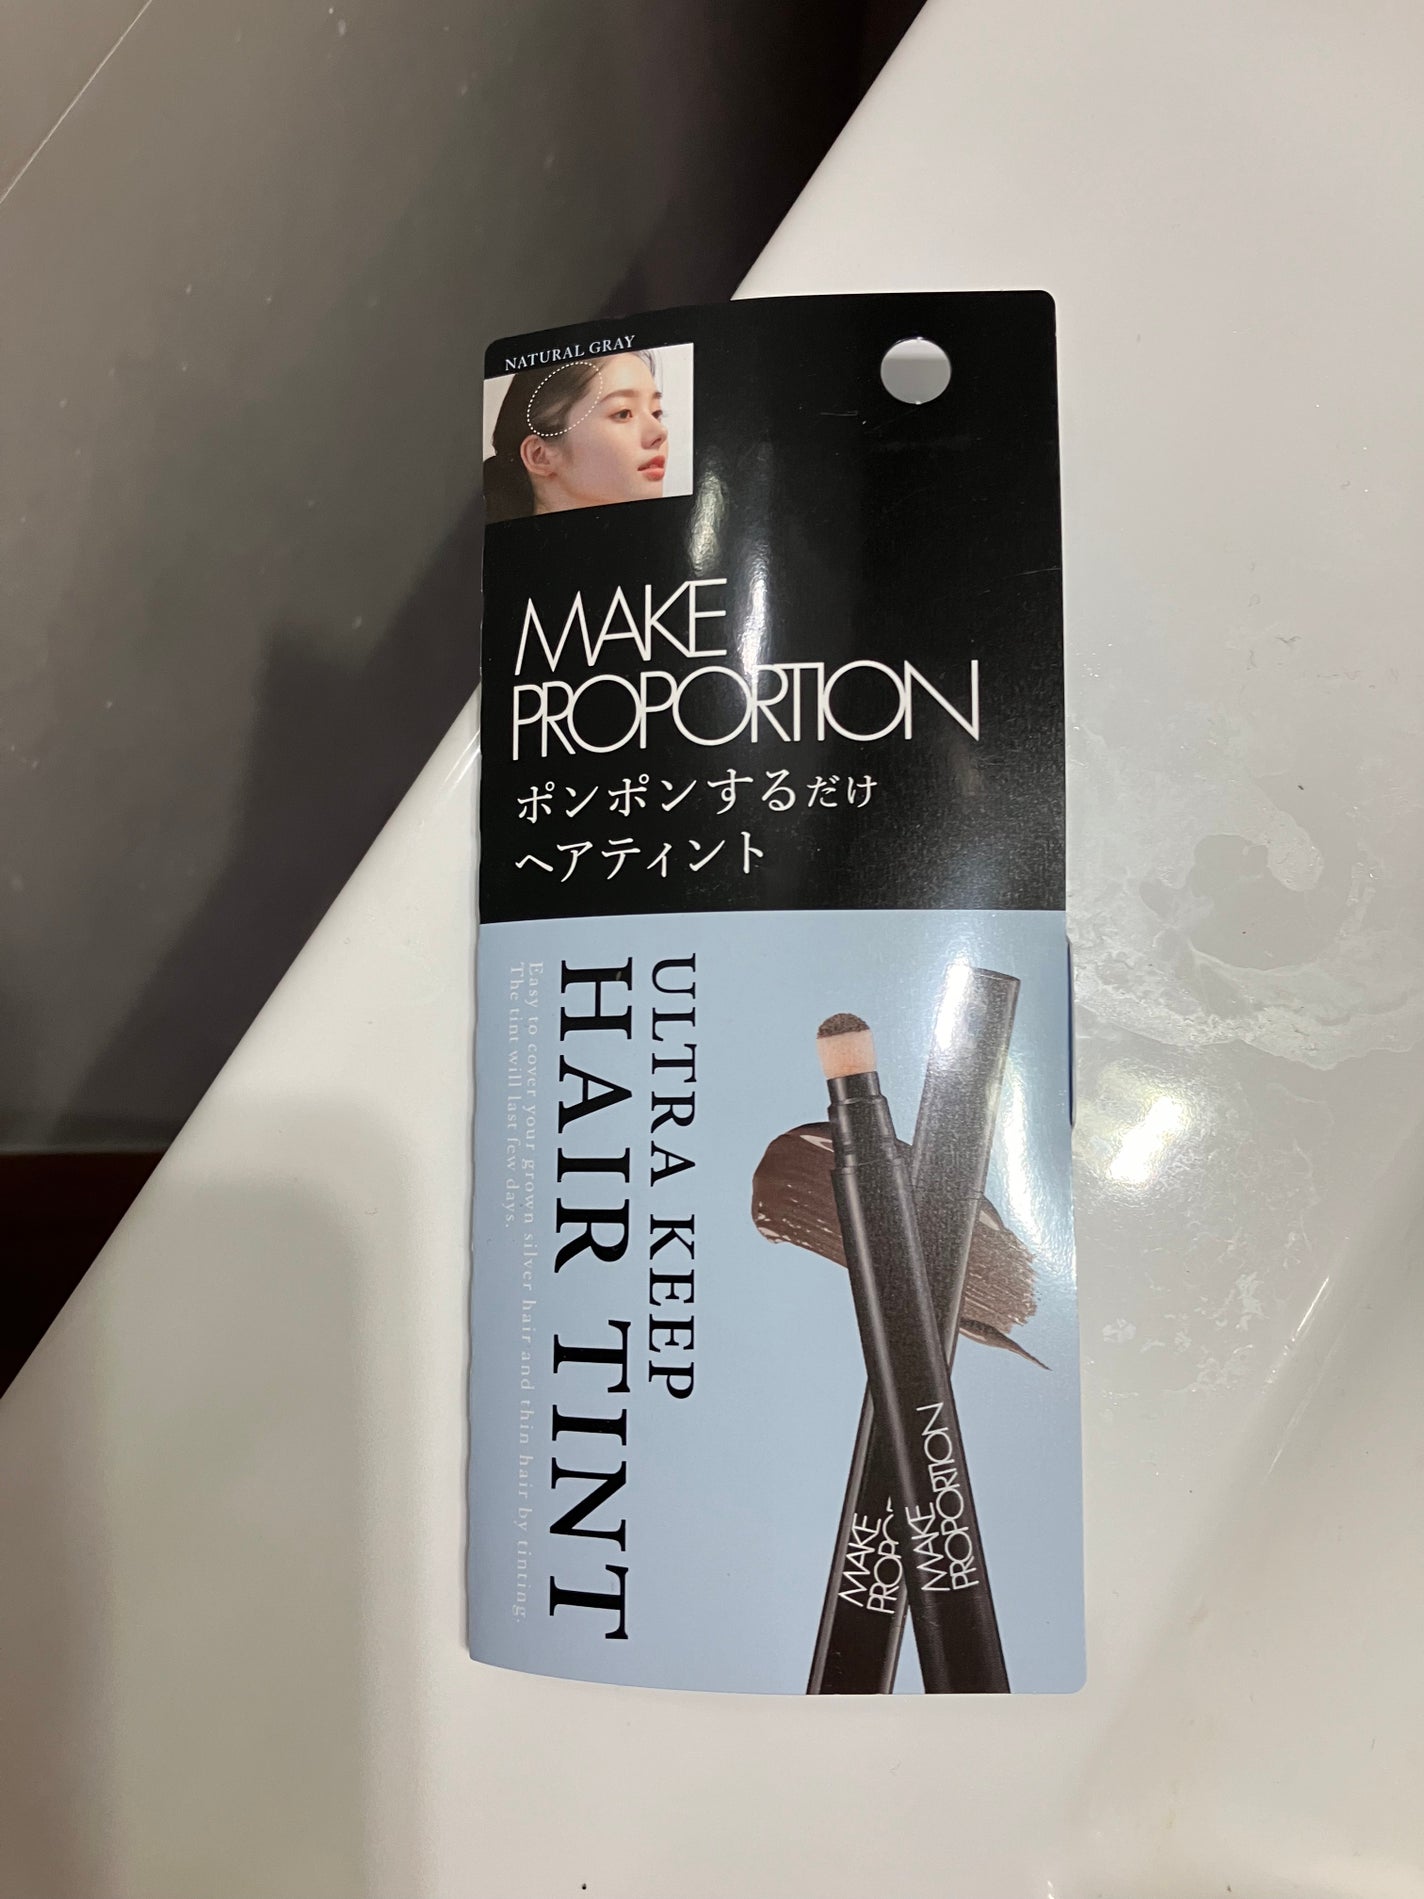 NATURAL GRAY
MAKE
PROPORTION
ポンポンするだけ
ヘアティント
ULTRA KEEP
HAIR TINT
Easy to cover your grown silver hair and thin hair by tinting.
The tint will last few days.
MAKE
PROPO
MAKE
PROPORTION